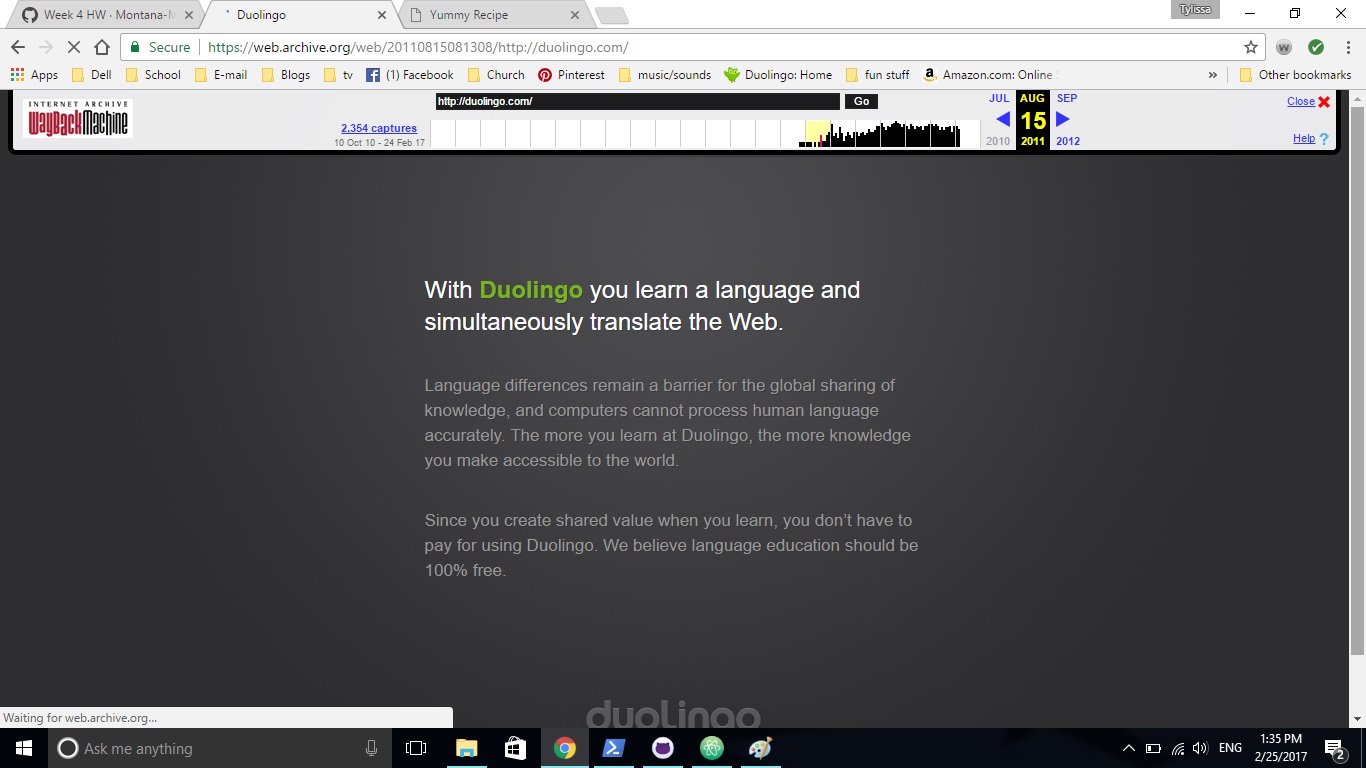 Week 4 HW · Montana-M
Duolingo
Yummy Recipe
Tylissa
Secure
https://web.archive.org/web/20110815081308/http://duolingo.com/
Apps Dell School E-mail Blogs tv (1) Facebook Church Pinterest music/sounds Duolingo: Home fun stuff Amazon.com: Online » Other bookmarks
INTERNET ARCHIVE
WayBackMachine
http://duolingo.com/ Go
2,354 captures
10 Oct 10 - 24 Feb 17
JUL AUG SEP
15
2010 2011 2012
Close
Help ?
With Duolingo you learn a language and
simultaneously translate the Web.
Language differences remain a barrier for the global sharing of
knowledge, and computers cannot process human language
accurately. The more you learn at Duolingo, the more knowledge
you make accessible to the world.
Since you create shared value when you learn, you don’t have to
pay for using Duolingo. We believe language education should be
100% free.
duolingo
Waiting for web.archive.org...
Ask me anything
ENG
1:35 PM
2/25/2017
2